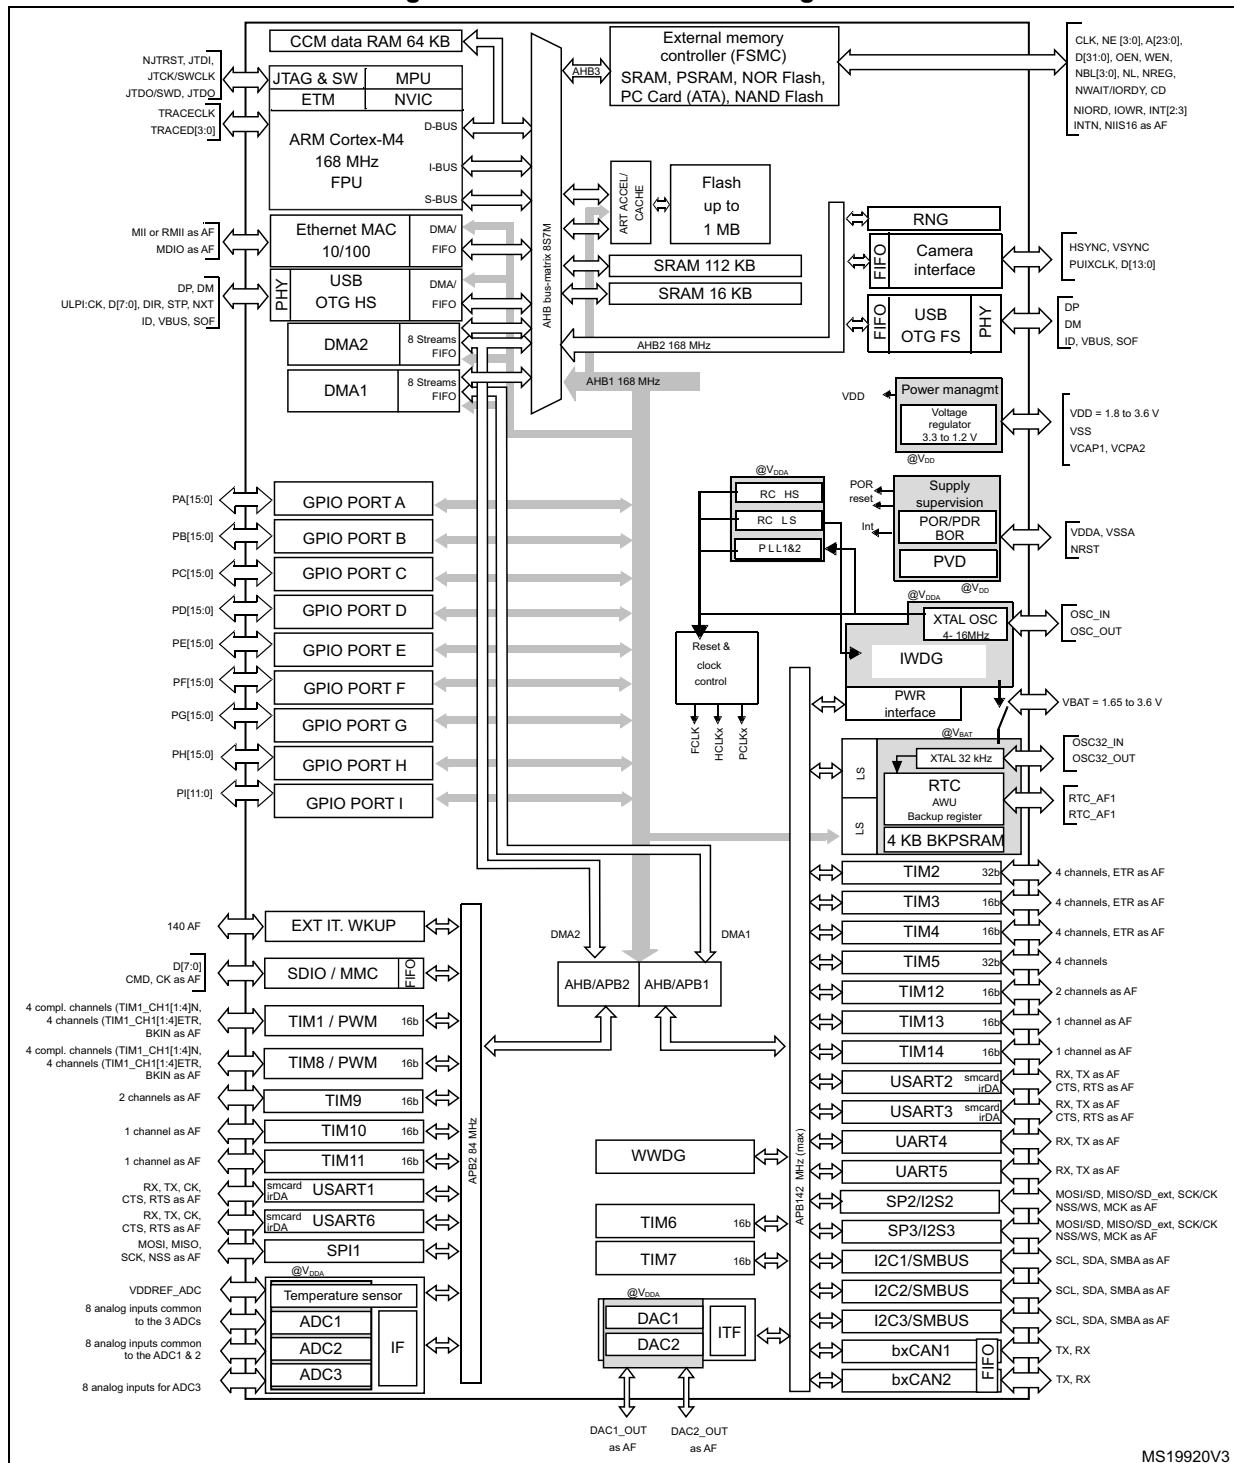 CCM data RAM 64 KB
External memory
controller (FSMC)
SRAM, PSRAM, NOR Flash,
PC Card (ATA), NAND Flash
AHB3
CLK, NE [3:0], A[23:0],
D[31:0], OEN, WEN,
NBL[3:0], NL, NREG,
NWAIT/IORDY, CD
NIORD, IOWR, INT[2:3]
INTN, NIIS16 as AF
NJTRST, JTDI,
JTCK/SWCLK
JTDO/SWD, JTDO
TRACECLK
TRACED[3:0]
JTAG & SW
MPU
ETM
NVIC
ARM Cortex-M4
168 MHz
FPU
D-BUS
I-BUS
S-BUS
AHB bus-matrix 8S7M
ART ACCEL/
CACHE
Flash
up to
1 MB
SRAM 112 KB
SRAM 16 KB
AHB2 168 MHz
AHB1 168 MHz
MII or RMII as AF
MDIO as AF
Ethernet MAC
10/100
DMA/
FIFO
DP, DM
ULPI:CK, D[7:0], DIR, STP, NXT
ID, VBUS, SOF
PHY
USB
OTG HS
DMA/
FIFO
DMA2
8 Streams
FIFO
DMA1
8 Streams
FIFO
RNG
FIFO
Camera
interface
HSYNC, VSYNC
PUIXCLK, D[13:0]
FIFO
USB
OTG FS
PHY
DP
DM
ID, VBUS, SOF
VDD
Power managmt
Voltage
regulator
3.3 to 1.2 V
@VDD
VDD = 1.8 to 3.6 V
VSS
VCAP1, VCPA2
@VDDA
RC HS
RC LS
PLL1&2
POR
reset
Int
Supply
supervision
POR/PDR
BOR
PVD
@VDD
VDDA, VSSA
NRST
@VDDA
XTAL OSC
4- 16MHz
IWDG
OSC_IN
OSC_OUT
Reset &
clock
control
FCLK
HCLKx
PCLKx
PWR
interface
VBAT = 1.65 to 3.6 V
@VBAT
LS
LS
XTAL 32 kHz
RTC
AWU
Backup register
4 KB BKPSRAM
OSC32_IN
OSC32_OUT
RTC_AF1
RTC_AF1
PA[15:0]
GPIO PORT A
PB[15:0]
GPIO PORT B
PC[15:0]
GPIO PORT C
PD[15:0]
GPIO PORT D
PE[15:0]
GPIO PORT E
PF[15:0]
GPIO PORT F
PG[15:0]
GPIO PORT G
PH[15:0]
GPIO PORT H
PI[11:0]
GPIO PORT I
DMA2
DMA1
AHB/APB2
AHB/APB1
APB2 84 MHz
APB142 MHz (max)
140 AF
EXT IT. WKUP
D[7:0]
CMD, CK as AF
SDIO / MMC
FIFO
4 compl. channels (TIM1_CH1[1:4]N,
4 channels (TIM1_CH1[1:4]ETR,
BKIN as AF
TIM1 / PWM 16b
4 compl. channels (TIM1_CH1[1:4]N,
4 channels (TIM1_CH1[1:4]ETR,
BKIN as AF
TIM8 / PWM 16b
2 channels as AF
TIM9 16b
1 channel as AF
TIM10 16b
1 channel as AF
TIM11 16b
RX, TX, CK,
CTS, RTS as AF
smcard
irDA
USART1
RX, TX, CK,
CTS, RTS as AF
smcard
irDA
USART6
MOSI, MISO,
SCK, NSS as AF
SPI1
@VDDA
VDDREF_ADC
Temperature sensor
8 analog inputs common
to the 3 ADCs
ADC1
8 analog inputs common
to the ADC1 & 2
ADC2
8 analog inputs for ADC3
ADC3
IF
WWDG
TIM6 16b
TIM7 16b
@VDDA
DAC1
DAC2
ITF
DAC1_OUT
as AF
DAC2_OUT
as AF
TIM2 32b
4 channels, ETR as AF
TIM3 16b
4 channels, ETR as AF
TIM4 16b
4 channels, ETR as AF
TIM5 32b
4 channels
TIM12 16b
2 channels as AF
TIM13 16b
1 channel as AF
TIM14 16b
1 channel as AF
USART2
smcard
irDA
RX, TX as AF
CTS, RTS as AF
USART3
smcard
irDA
RX, TX as AF
CTS, RTS as AF
UART4
RX, TX as AF
UART5
RX, TX as AF
SP2/I2S2
MOSI/SD, MISO/SD_ext, SCK/CK
NSS/WS, MCK as AF
SP3/I2S3
MOSI/SD, MISO/SD_ext, SCK/CK
NSS/WS, MCK as AF
I2C1/SMBUS
SCL, SDA, SMBA as AF
I2C2/SMBUS
SCL, SDA, SMBA as AF
I2C3/SMBUS
SCL, SDA, SMBA as AF
bxCAN1
TX, RX
bxCAN2
FIFO
TX, RX
MS19920V3